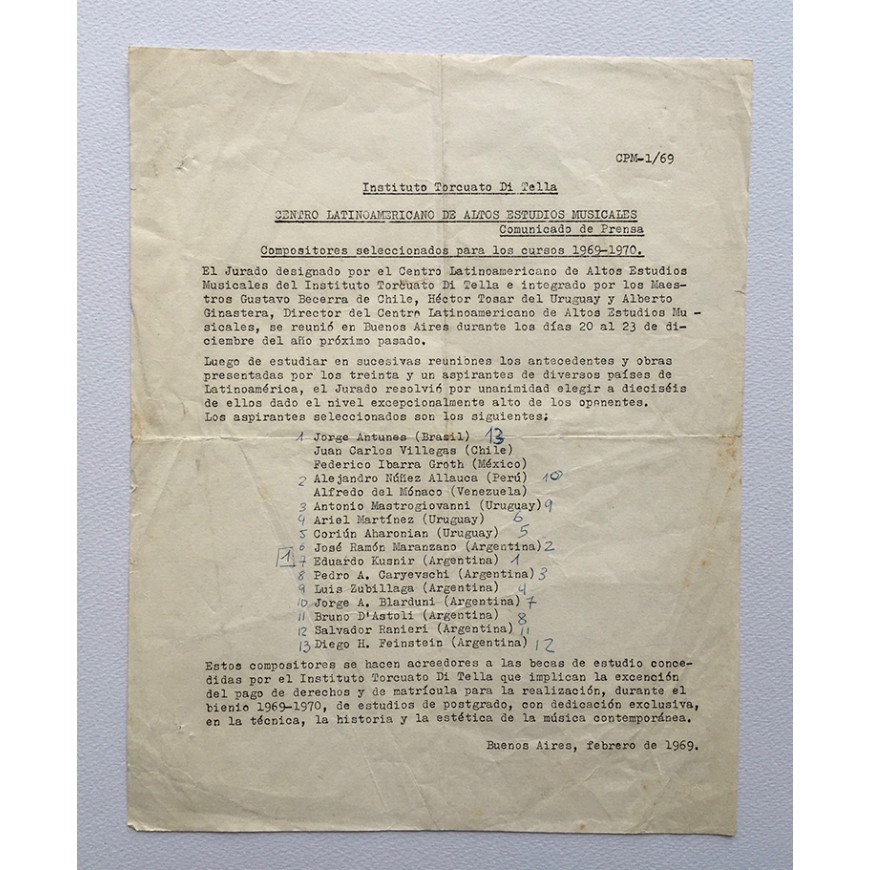 CPM-1/69
Instituto Torcuato Di Tella
CENTRO LATINOAMERICANO DE ALTOS ESTUDIOS MUSICALES
Comunicado de Prensa
Compositores seleccionados para los cursos 1969-1970.
El Jurado designado por el Centro Latinoamericano de Altos Estudios
Musicales del Instituto Torcuato Di Tella e integrado por los Maes-
tros Gustavo Becerra de Chile, Héctor Tosar del Uruguay y Alberto
Ginastera, Director del Centro Latinoamericano de Altos Estudios Mu -
sicales, se reunió en Buenos Aires durante los días 20 al 23 de di-
ciembre del año próximo pasado.
Luego de estudiar en sucesivas reuniones los antecedentes y obras
presentadas por los treinta y un aspirantes de diversos países de
Latinoamérica, el Jurado resolvió por unanimidad elegir a dieciséis
de ellos dado el nivel excepcionalmente alto de los oponentes.
Los aspirantes seleccionados son los siguientes:
1 Jorge Antunes (Brasil) 13
Juan Carlos Villegas (Chile)
Federico Ibarra Groth (México)
2 Alejandro Núñez Allauca (Perú) 10
Alfredo del Mónaco (Venezuela)
3 Antonio Mastrogiovanni (Uruguay) 9
4 Ariel Martínez (Uruguay) 6
5 Coriún Aharonian (Uruguay) 5
6 José Ramón Maranzano (Argentina) 2
1 7 Eduardo Kusnir (Argentina) 1
8 Pedro A. Caryevschi (Argentina) 3
9 Luis Zubillaga (Argentina) 4
10 Jorge A. Blarduni (Argentina) 7
11 Bruno D'Astoli (Argentina) 8
12 Salvador Ranieri (Argentina) 11
13 Diego H. Feinstein (Argentina) 12
Estos compositores se hacen acreedores a las becas de estudio conce-
didas por el Instituto Torcuato Di Tella que implican la excención
del pago de derechos y de matrícula para la realización, durante el
bienio 1969-1970, de estudios de postgrado, con dedicación exclusiva,
en la técnica, la historia y la estética de la música contemporánea.
Buenos Aires, febrero de 1969.